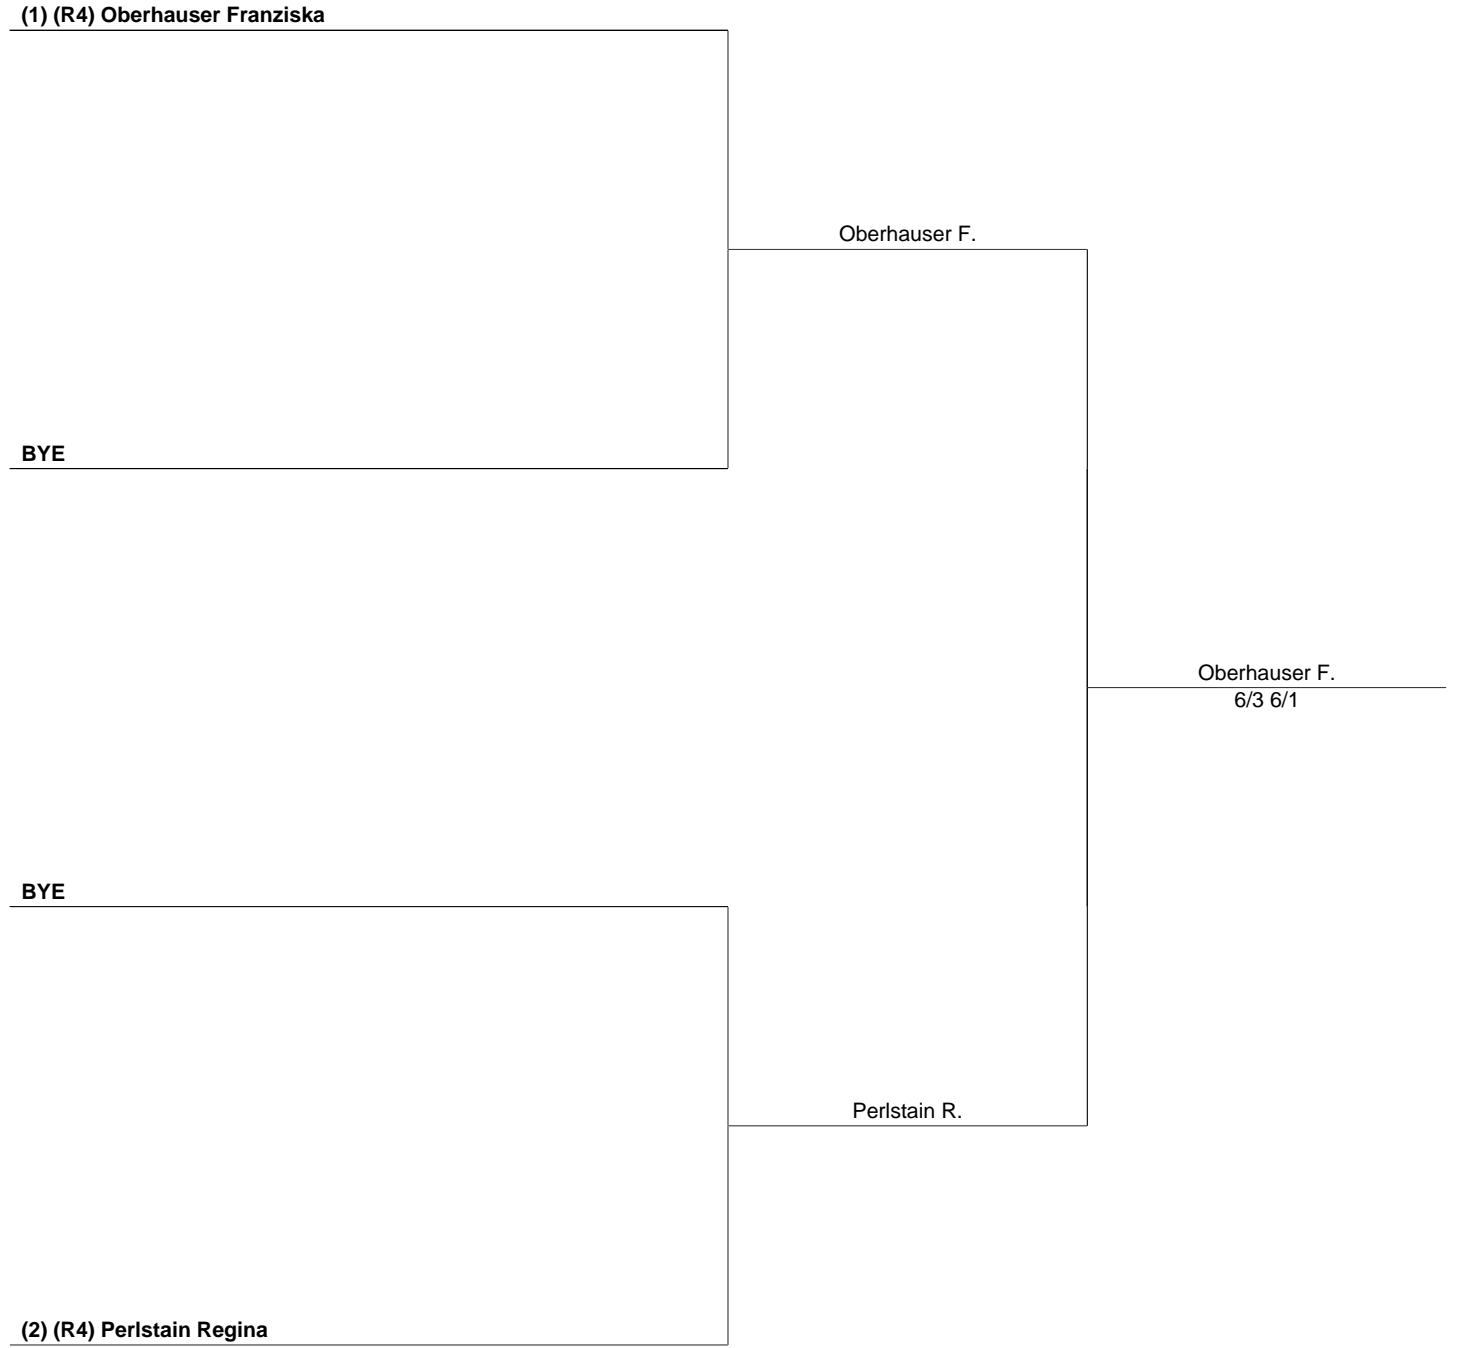 (1) (R4) Oberhauser Franziska
Oberhauser F.
BYE
Oberhauser F.
6/3 6/1
BYE
Perlstain R.
(2) (R4) Perlstain Regina